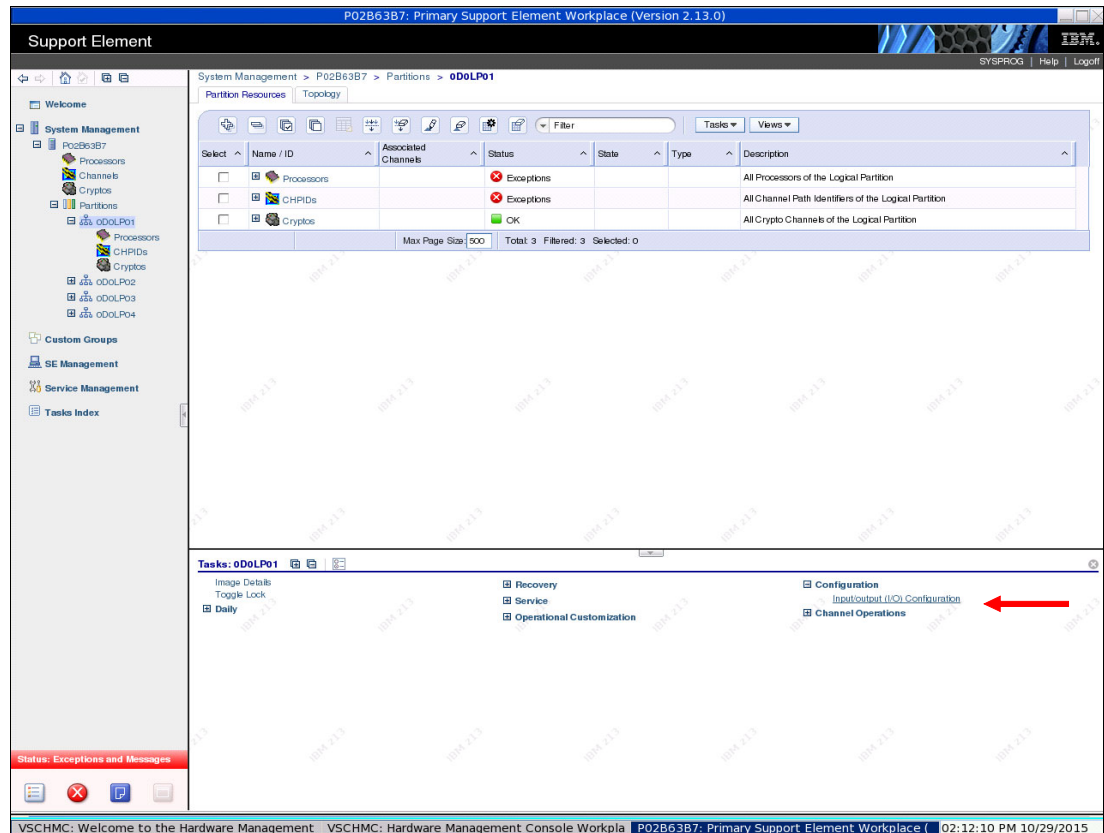 P02B63B7: Primary Support Element Workplace (Version 2.13.0)
Support Element
IBM.
SYSPROG | Help | Logoff
System Management > P02B63B7 > Partitions > 0D0LP01
Partition Resources Topology
Welcome
System Management
P02B63B7
Processors
Channels
Cryptos
Partitions
0D0LP01
Processors
CHPIDs
Cryptos
0D0LP02
0D0LP03
0D0LP04
Custom Groups
SE Management
Service Management
Tasks Index
Filter Tasks Views
Select Name / ID Associated Channels Status State Type Description
Processors Exceptions All Processors of the Logical Partition
CHPIDs Exceptions All Channel Path Identifiers of the Logical Partition
Cryptos OK All Crypto Channels of the Logical Partition
Max Page Size: 500 Total: 3 Filtered: 3 Selected: 0
IBM z13
Tasks: 0D0LP01
Image Details
Toggle Lock
Daily
Recovery
Service
Operational Customization
Configuration
Input/output (I/O) Configuration
Channel Operations
Status: Exceptions and Messages
VSCHMC: Welcome to the Hardware Management VSCHMC: Hardware Management Console Workpla P02B63B7: Primary Support Element Workplace ( 02:12:10 PM 10/29/2015